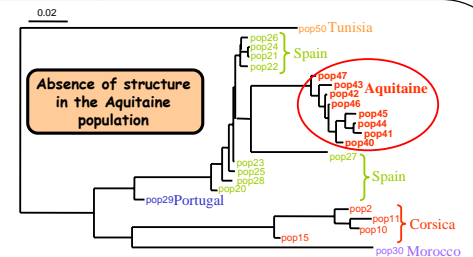 0.02
pop50 Tunisia
pop26
pop24
pop21
pop22
Spain
Absence of structure
in the Aquitaine
population
pop47
pop43
Aquitaine
pop42
pop46
pop45
pop44
pop41
pop40
pop27
pop23
pop25
pop28
pop20
Spain
pop29 Portugal
pop2
pop11
pop10
Corsica
pop15
pop30 Morocco